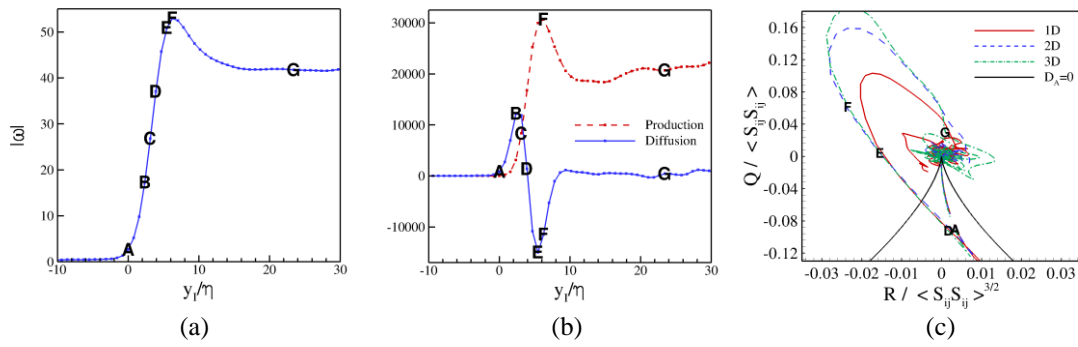 50
40
30
20
10
0
|ω|
A
B
C
D
E
F
G
-10 0 10 20 30
y_I/η
(a)
30000
20000
10000
0
-10000
A
B
C
D
E
F
G
G
Production
Diffusion
-10 0 10 20 30
y_I/η
(b)
Q / < S_ij S_ij >
0.16
0.12
0.08
0.04
0
-0.04
-0.08
-0.12
1D
2D
3D
D_A=0
F
G
E
D A
-0.03 -0.02 -0.01 0 0.01 0.02 0.03
R / < S_ij S_ij >^3/2
(c)